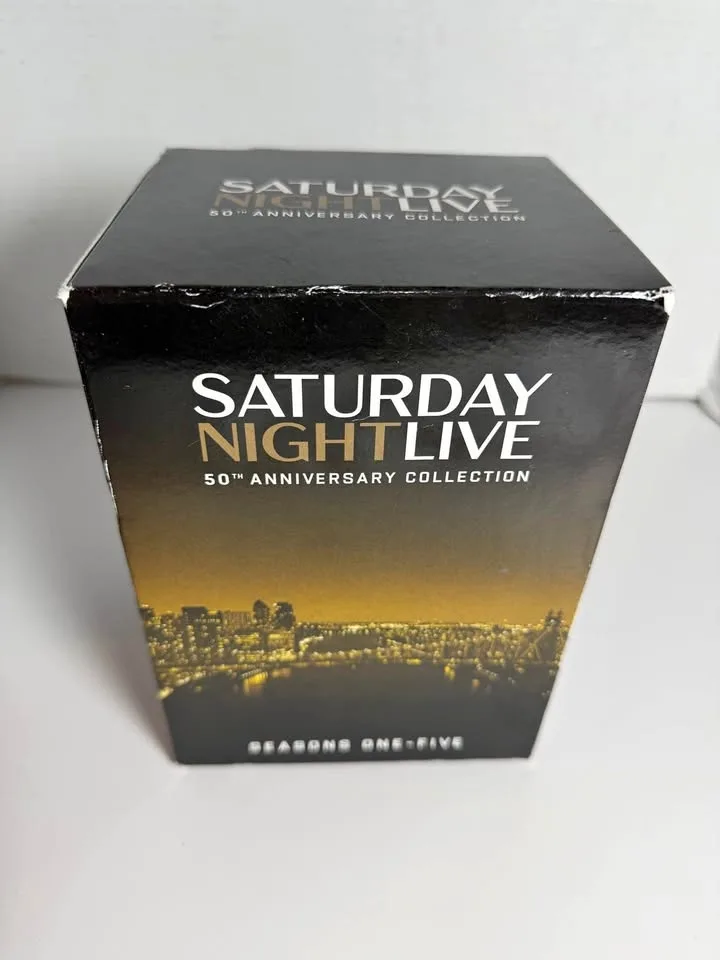 SATURDAY
NIGHTLIVE
50TH ANNIVERSARY COLLECTION
SATURDAY
NIGHTLIVE
50TH ANNIVERSARY COLLECTION
SEASONS ONE-FIVE